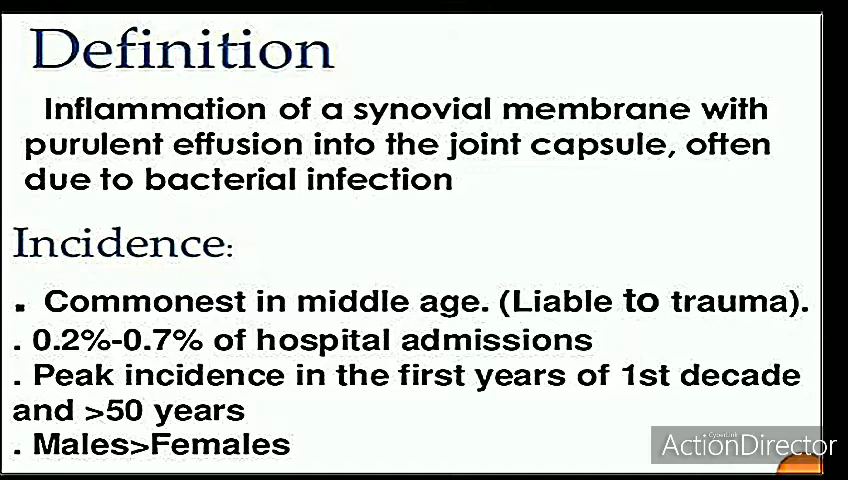 Definition
Inflammation of a synovial membrane with
purulent effusion into the joint capsule, often
due to bacterial infection
Incidence:
. Commonest in middle age. (Liable to trauma).
. 0.2%-0.7% of hospital admissions
. Peak incidence in the first years of 1st decade
and >50 years
. Males>Females
CyberLink
ActionDirector